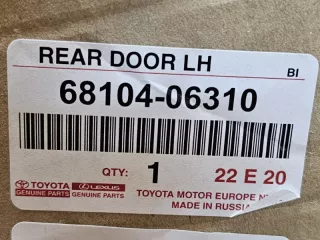 REAR DOOR LH
BI
68104-06310
QTY: 1 22 E 20
TOYOTA LEXUS
GENUINE PARTS GENUINE PARTS
TOYOTA MOTOR EUROPE
MADE IN RUSSIA